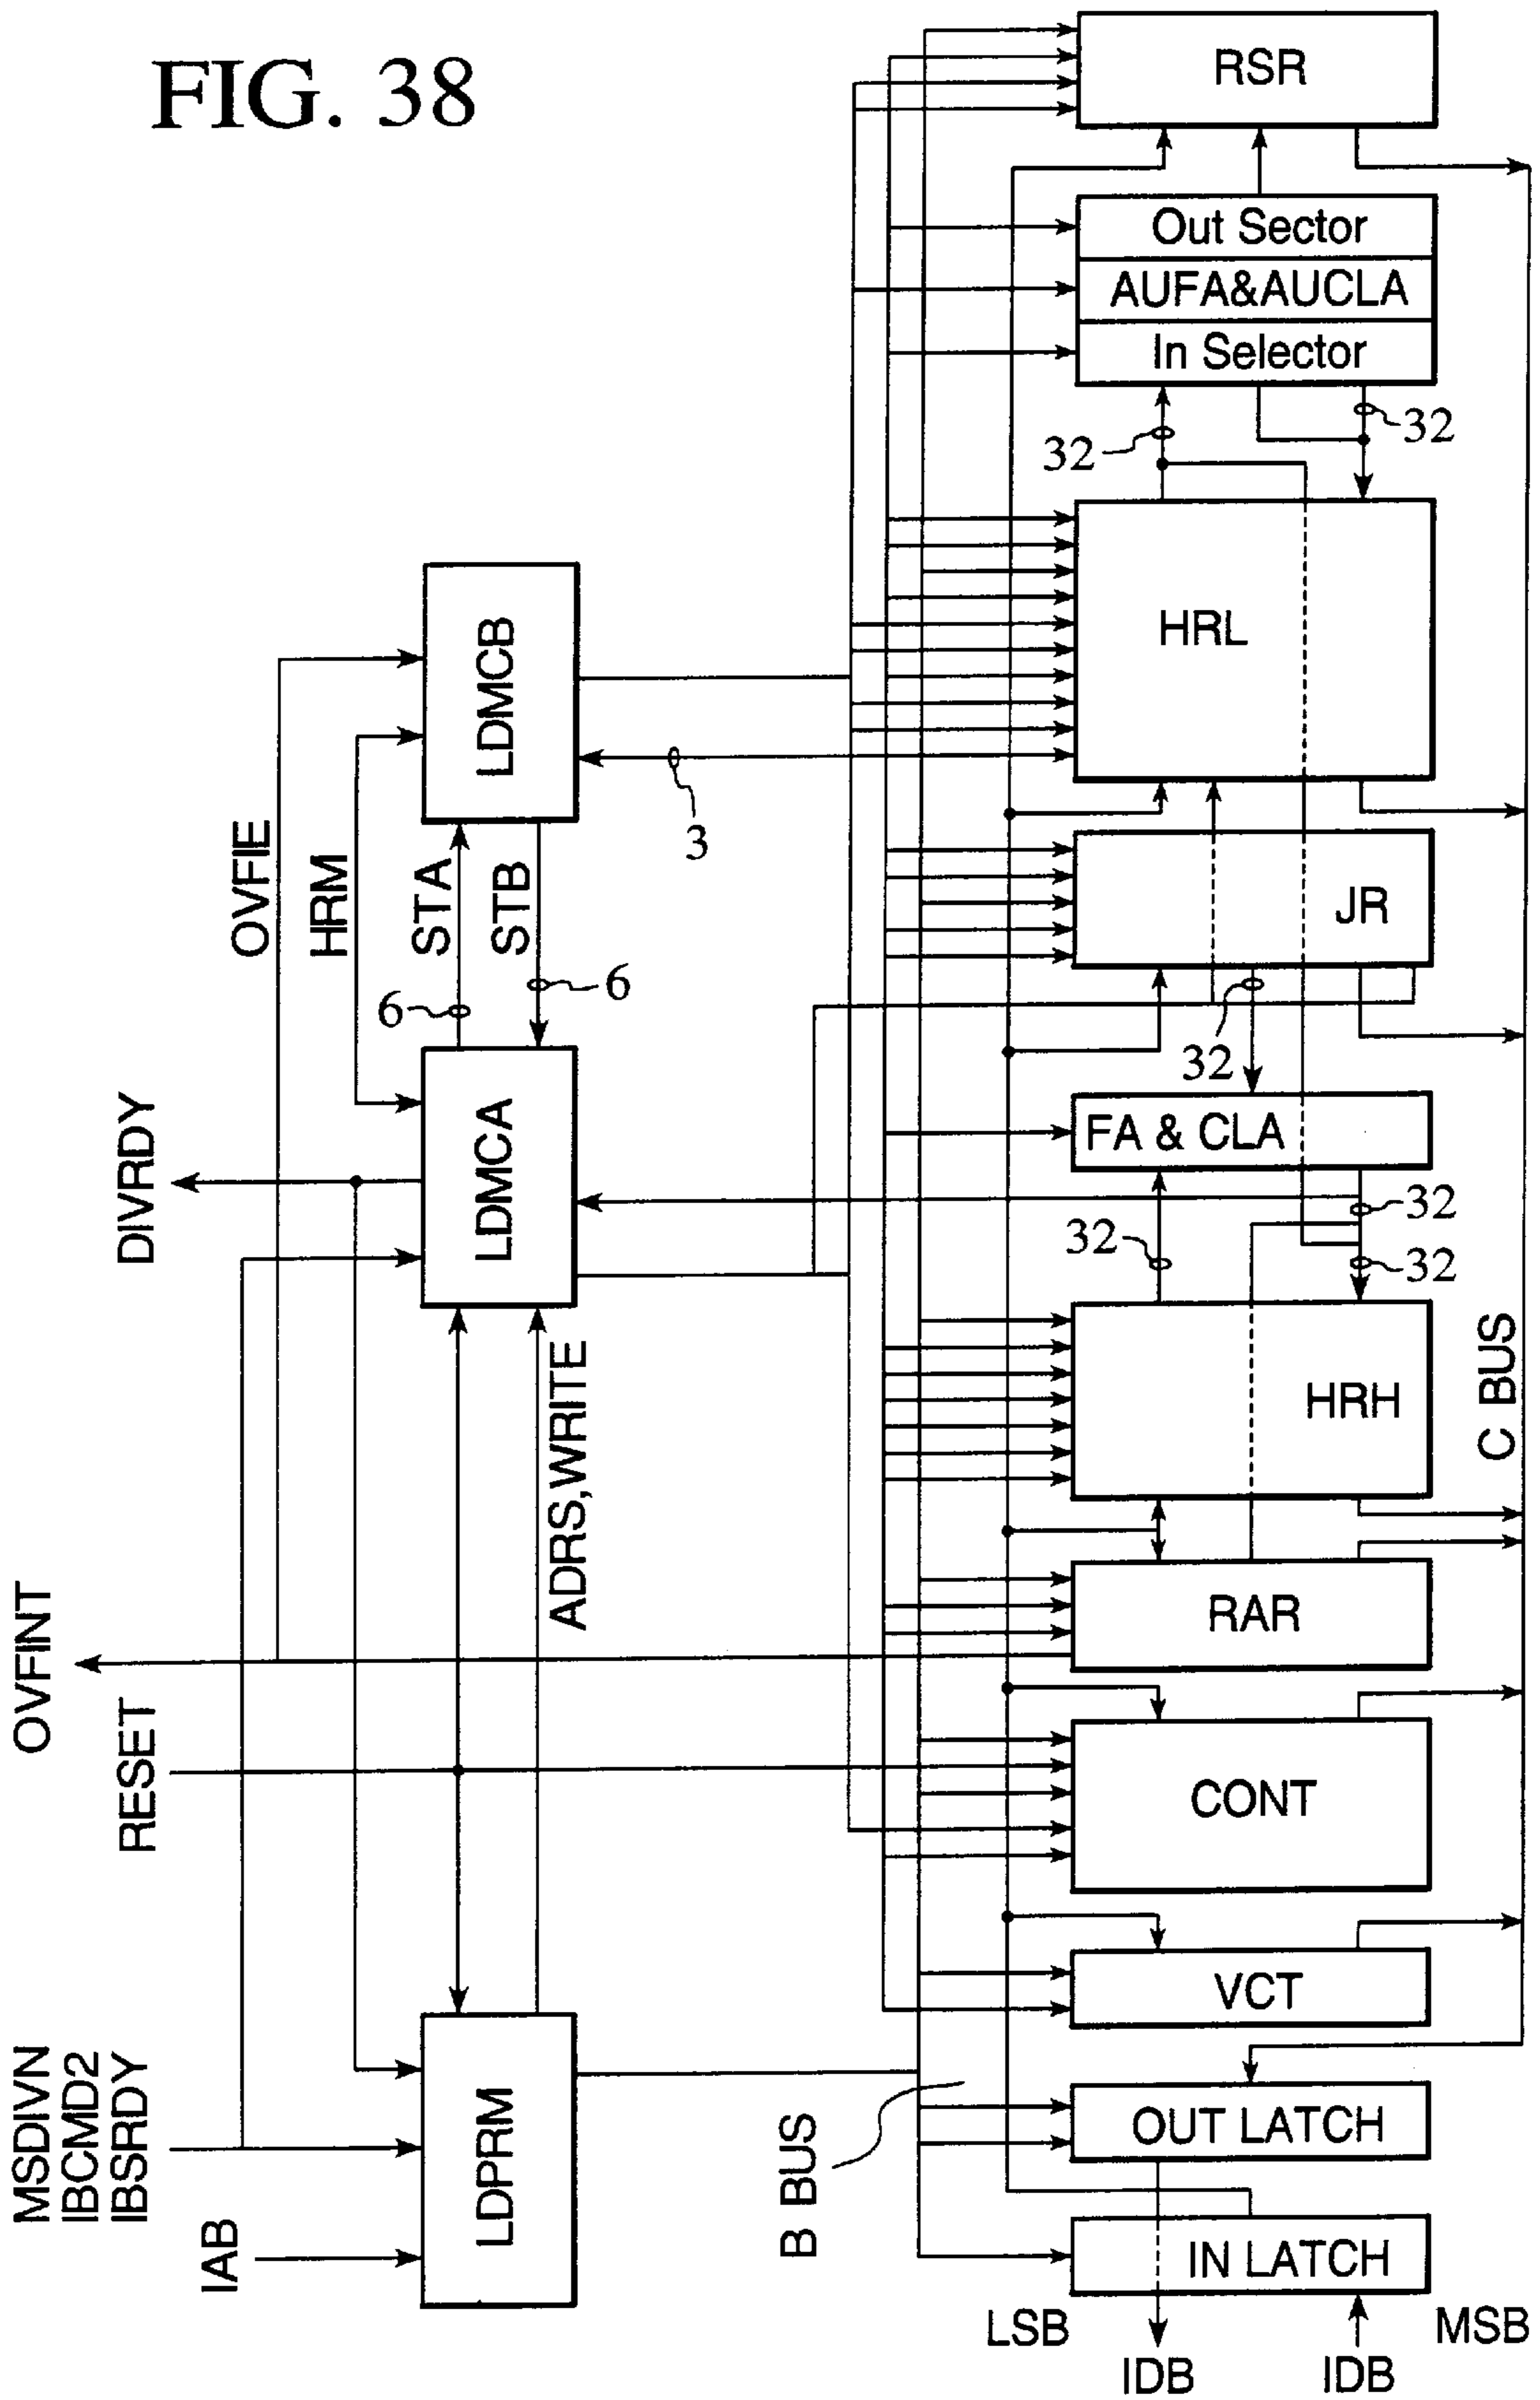 FIG. 38
RSR
Out Sector
AUFA&AUCLA
In Selector
32
32
LDMCB
HRL
3
OVFIE
HRM
STA
STB
6
6
JR
32
DIVRDY
LDMCA
FA & CLA
32
32
32
ADRS,WRITE
HRH
C BUS
OVFINT
RAR
RESET
CONT
VCT
MSDIVN
IBCMD2
IBSRDY
IAB
LDPRM
B BUS
OUT LATCH
IN LATCH
LSB
MSB
IDB
IDB